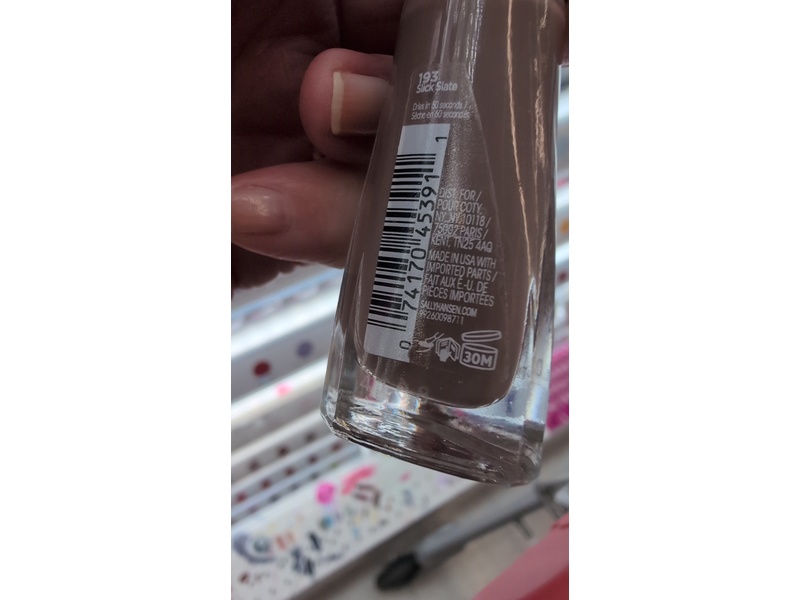 193
Slick Slate
Dries in 60 seconds /
Sèche en 60 secondes
0 74170 45391 1
DIST. FOR /
POUR COTY
NY, NY 10118 /
75002 PARIS /
KENT, TN25 4AQ
MADE IN USA WITH
IMPORTED PARTS /
FAIT AUX É.-U. DE
PIÈCES IMPORTÉES
SALLYHANSEN.COM
99260098711
30M